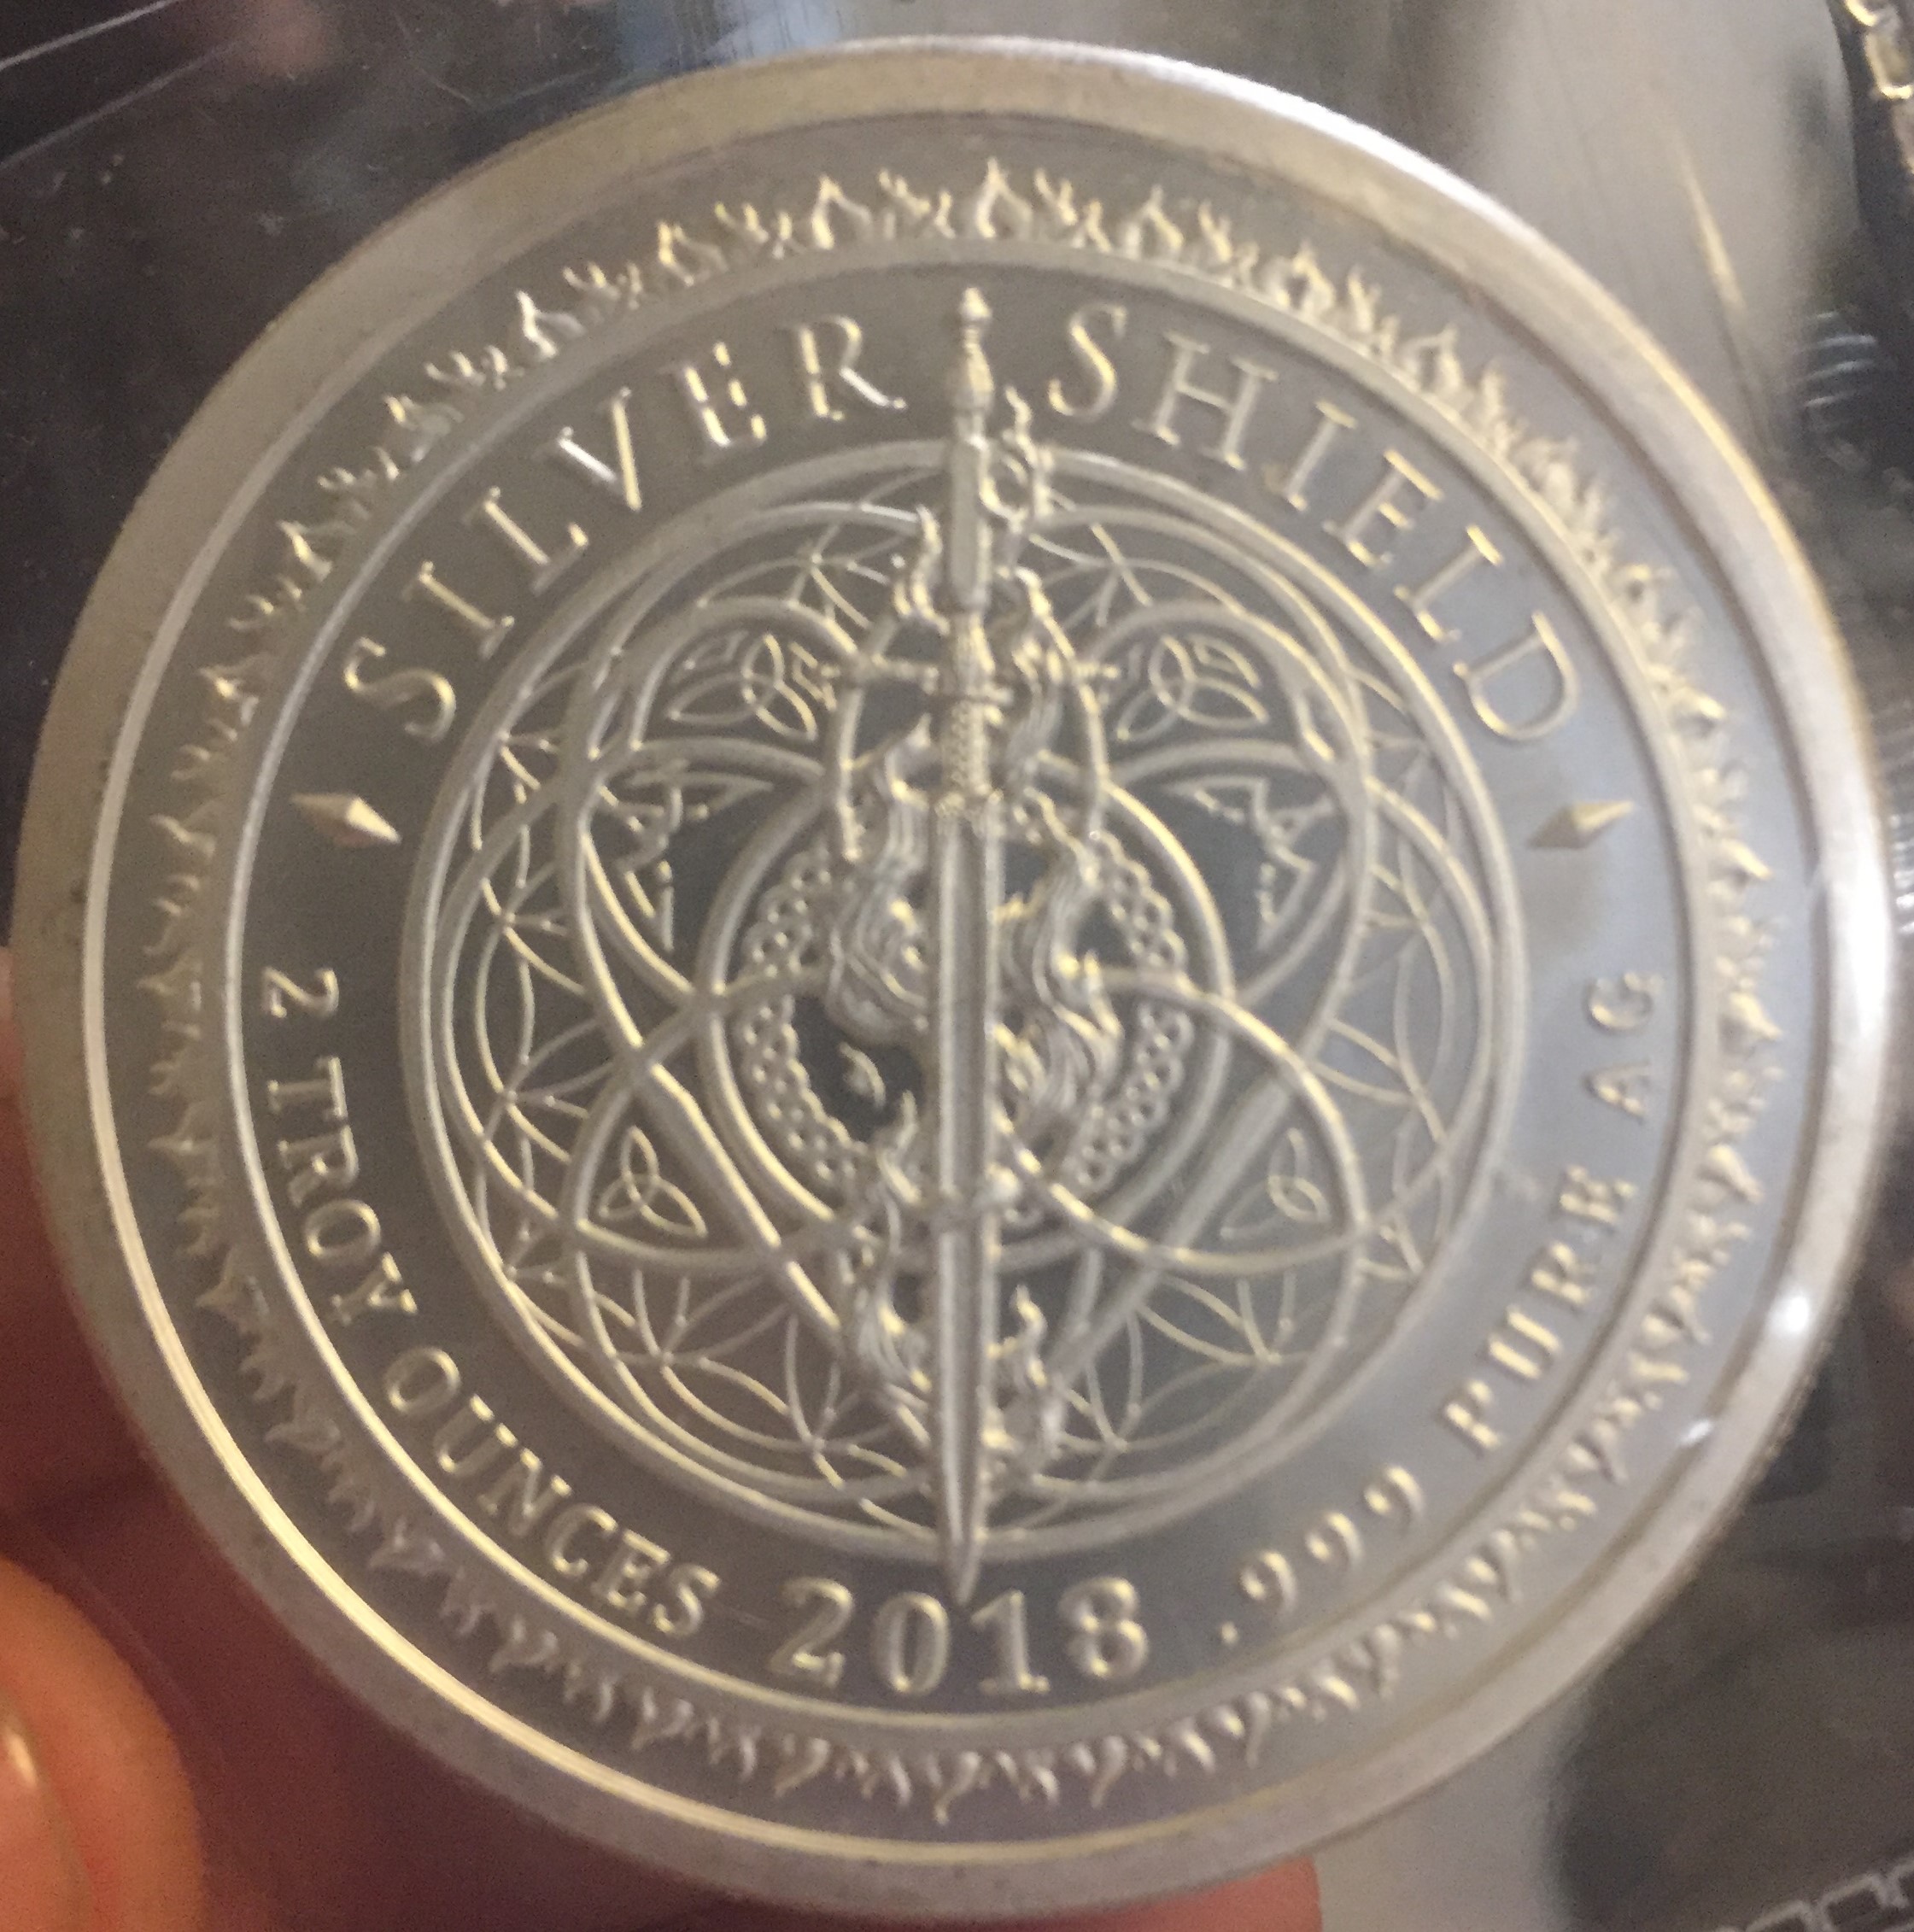 SILVER SHIELD
2 TROY OUNCES 2018 .999 PURE AG